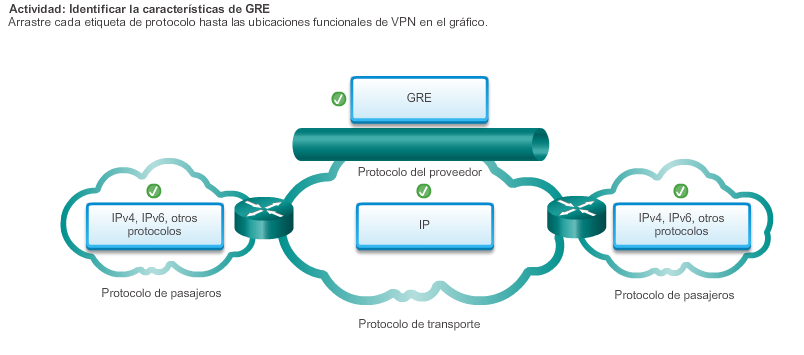 Actividad: Identificar la características de GRE
Arrastre cada etiqueta de protocolo hasta las ubicaciones funcionales de VPN en el gráfico.
GRE
Protocolo del proveedor
IPv4, IPv6, otros
protocolos
IP
IPv4, IPv6, otros
protocolos
Protocolo de pasajeros
Protocolo de pasajeros
Protocolo de transporte